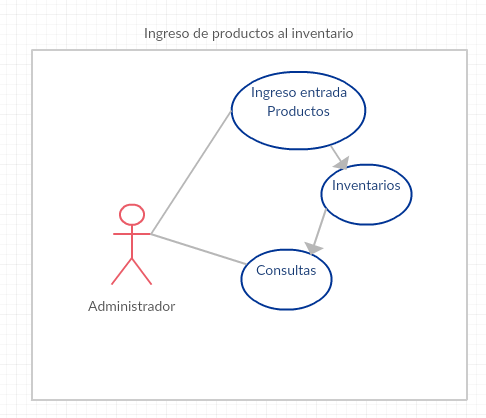 Ingreso de productos al inventario
Ingreso entrada
Productos
Inventarios
Consultas
Administrador